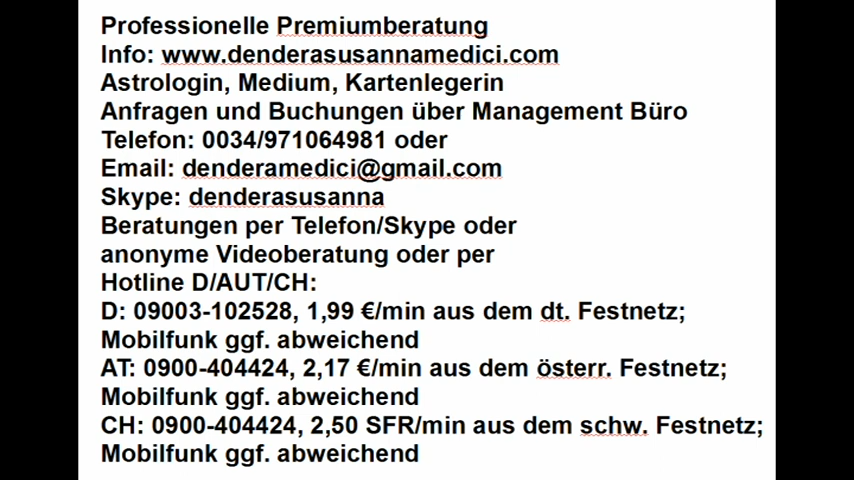 Professionelle Premiumberatung
Info: www.denderasusannamedici.com
Astrologin, Medium, Kartenlegerin
Anfragen und Buchungen über Management Büro
Telefon: 0034/971064981 oder
Email: denderamedici@gmail.com
Skype: denderasusanna
Beratungen per Telefon/Skype oder
anonyme Videoberatung oder per
Hotline D/AUT/CH:
D: 09003-102528, 1,99 €/min aus dem dt. Festnetz;
Mobilfunk ggf. abweichend
AT: 0900-404424, 2,17 €/min aus dem österr. Festnetz;
Mobilfunk ggf. abweichend
CH: 0900-404424, 2,50 SFR/min aus dem schw. Festnetz;
Mobilfunk ggf. abweichend